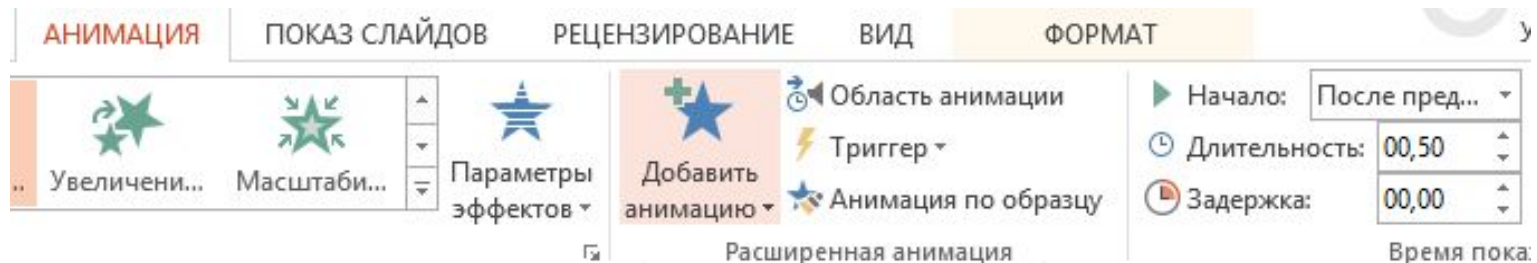 АНИМАЦИЯ ПОКАЗ СЛАЙДОВ РЕЦЕНЗИРОВАНИЕ ВИД ФОРМАТ
.. Увеличени... Масштаби...
Параметры
эффектов
Добавить
анимацию
Область анимации
Триггер
Анимация по образцу
Расширенная анимация
Начало: После пред...
Длительность: 00,50
Задержка: 00,00
Время